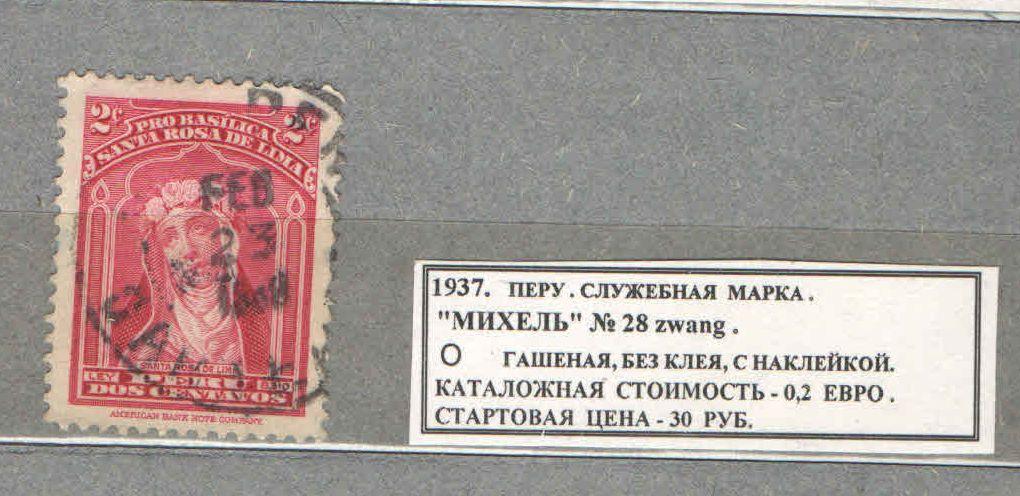 2c 2c
PRO BASILICA
SANTA ROSA DE LIMA
FEB
23
SANTA ROSA DE LIMA
LEY
DOS CENTAVOS
AMERICAN BANK NOTE COMPANY
1937. ПЕРУ. СЛУЖЕБНАЯ МАРКА.
"МИХЕЛЬ" № 28 zwang.
О ГАШЕНАЯ, БЕЗ КЛЕЯ, С НАКЛЕЙКОЙ.
КАТАЛОЖНАЯ СТОИМОСТЬ - 0,2 ЕВРО.
СТАРТОВАЯ ЦЕНА - 30 РУБ.